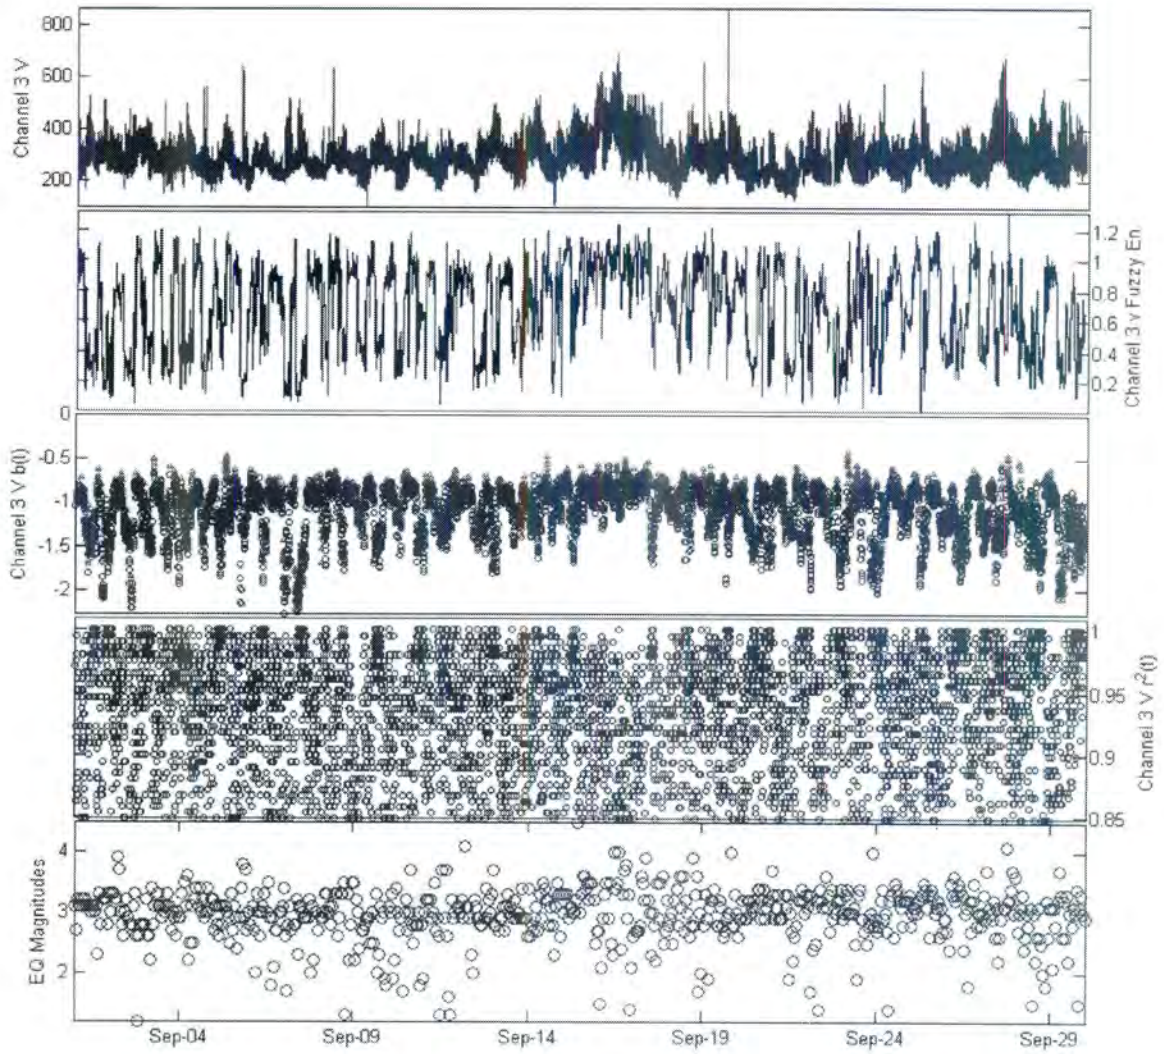 800
600
400
200
Channel 3 V
1.2
1
0.8
0.6
0.4
0.2
Channel 3 v Fuzzy En
0
-0.5
-1.0
-1.5
-2
Channel 3 V b(t)
1
0.95
0.9
0.85
Channel 3 V r²(t)
4
3
2
EQ Magnitudes
Sep-04
Sep-09
Sep-14
Sep-19
Sep-24
Sep-29